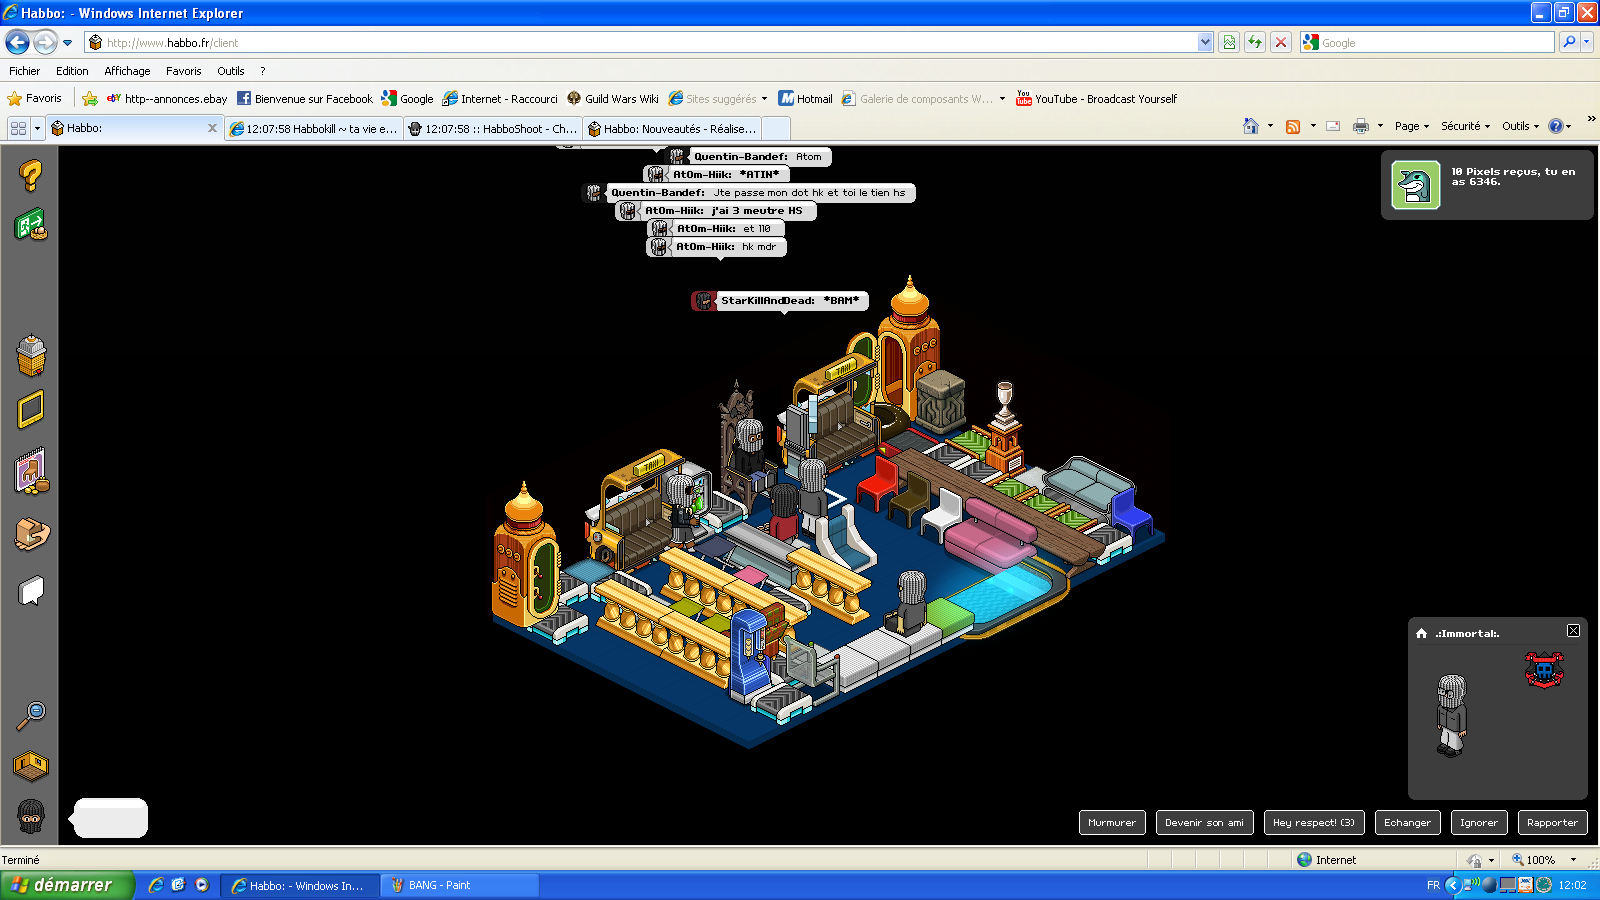 Habbo: - Windows Internet Explorer
http://www.habbo.fr/client
Google
Fichier Edition Affichage Favoris Outils ?
Favoris http--annonces.ebay Bienvenue sur Facebook Google Internet - Raccourci Guild Wars Wiki Sites suggérés Hotmail Galerie de composants W... YouTube - Broadcast Yourself
Habbo: 12:07:58 Habbokill ~ ta vie e... 12:07:58 :: HabboShoot - Ch... Habbo: Nouveautés - Réalise... Page Sécurité Outils
Quentin-Bandef: Atom
AtOm-Hiik: *ATIN*
Quentin-Bandef: Jte passe mon dot hk et toi le tien hs
AtOm-Hiik: j'ai 3 meutre HS
AtOm-Hiik: et 110
AtOm-Hiik: hk mdr
StarKillAndDead: *BAM*
10 Pixels reçus, tu en
as 6346.
TAXI
TAXI
.:Immortal:.
Murmurer Devenir son ami Hey respect! (3) Echanger Ignorer Rapporter
Terminé Internet 100%
démarrer Habbo: - Windows In... BANG - Paint FR 12:02